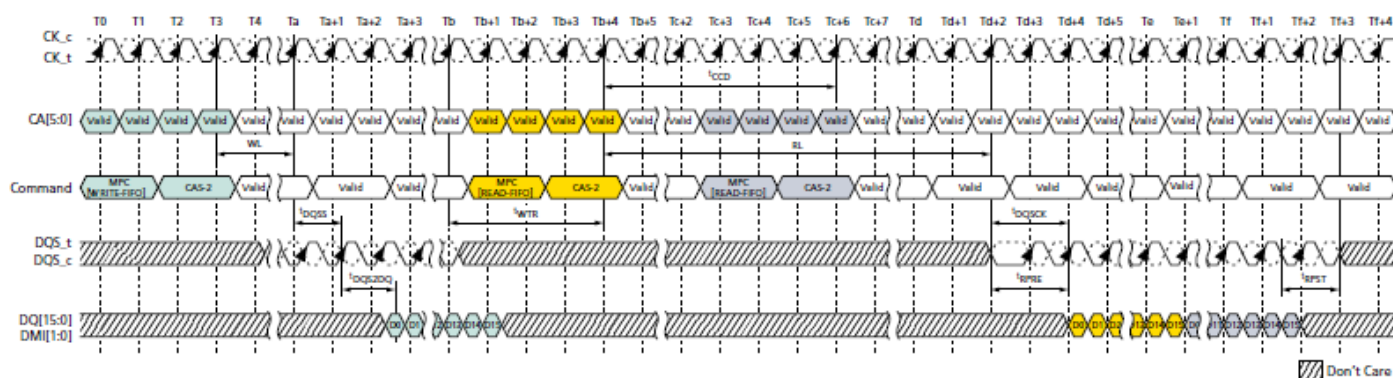 T0 T1 T2 T3 T4 Ta Ta+1 Ta+2 Ta+3 Tb Tb+1 Tb+2 Tb+3 Tb+4 Tb+5 Tc+2 Tc+3 Tc+4 Tc+5 Tc+6 Tc+7 Td Td+1 Td+2 Td+3 Td+4 Td+5 Te Te+1 Tf Tf+1 Tf+2 Tf+3 Tf+4
CK_c
CK_t
tCCD
CA[5:0] Valid Valid Valid Valid Valid Valid Valid Valid Valid Valid Valid Valid Valid Valid Valid Valid Valid Valid Valid Valid Valid Valid Valid Valid Valid Valid Valid Valid Valid Valid
WL RL
Command MPC [WRITE-FIFO] CAS-2 Valid Valid Valid MPC [READ-FIFO] CAS-2 Valid MPC [READ-FIFO] CAS-2 Valid Valid Valid Valid Valid Valid Valid
tDQSS tWTR tDQSCK
DQS_t
DQS_c
tDQS2DQ tRPRE tRPST
DQ[15:0] D0 D1 D12 D14 D15 D0 D1 D2 D14 D15 D12 D13 D14 D15
DMI[1:0]
Don't Care